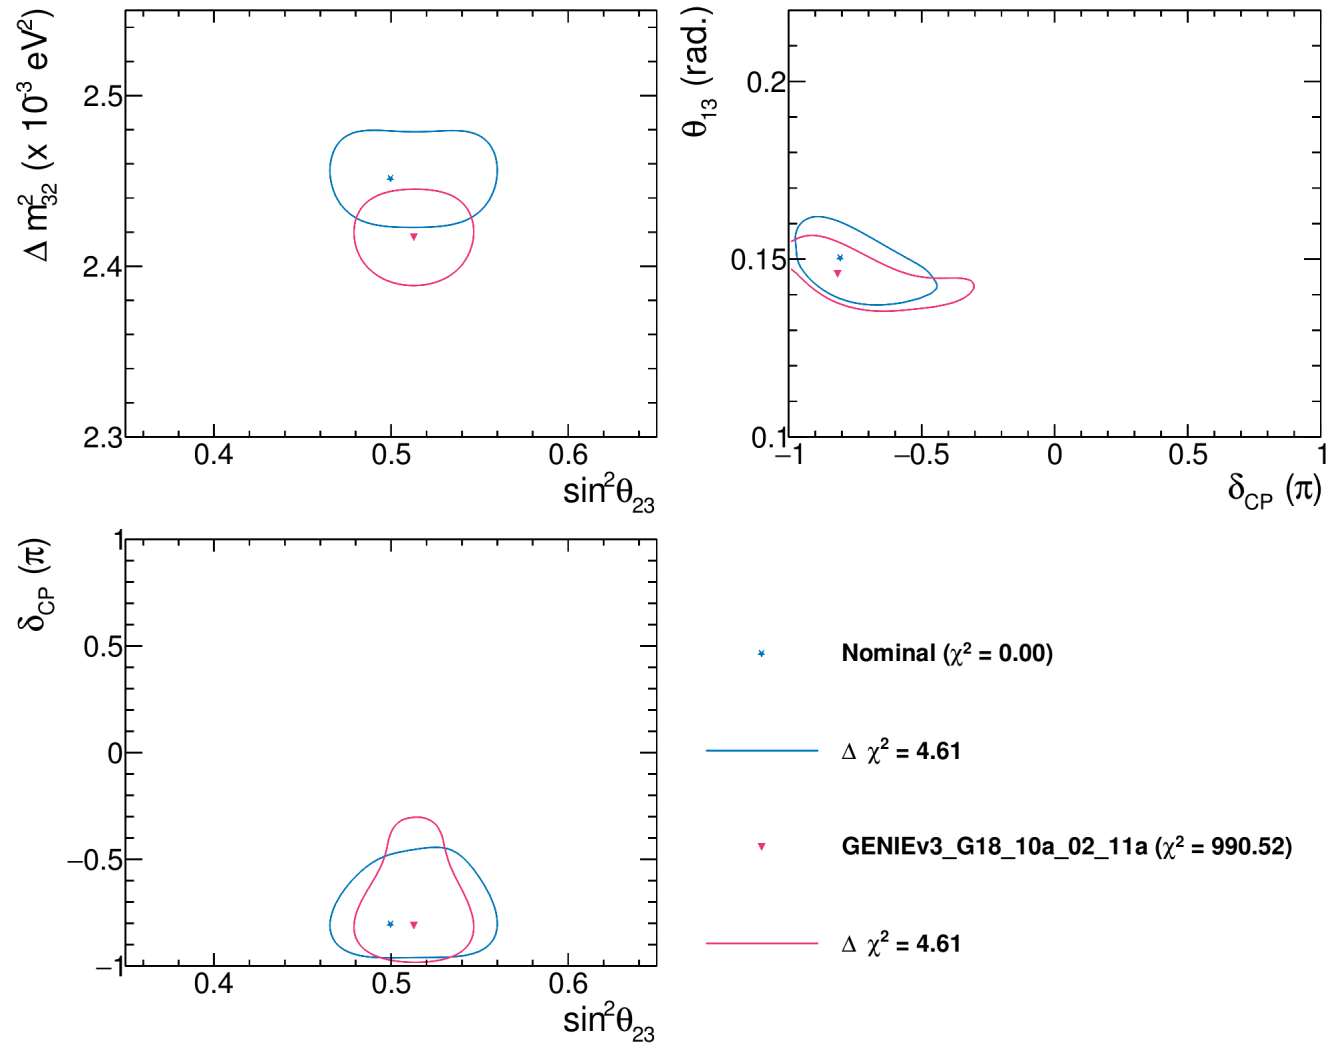 Δ m²₃₂ (x 10⁻³ eV²)
2.5
2.4
2.3
0.4 0.5 0.6
sin²θ₂₃
θ₁₃ (rad.)
0.2
0.15
0.1
−1 −0.5 0 0.5 1
δCP (π)
δCP (π)
1
0.5
0
−0.5
−1
0.4 0.5 0.6
sin²θ₂₃
Nominal (χ² = 0.00)
Δ χ² = 4.61
GENIEv3_G18_10a_02_11a (χ² = 990.52)
Δ χ² = 4.61